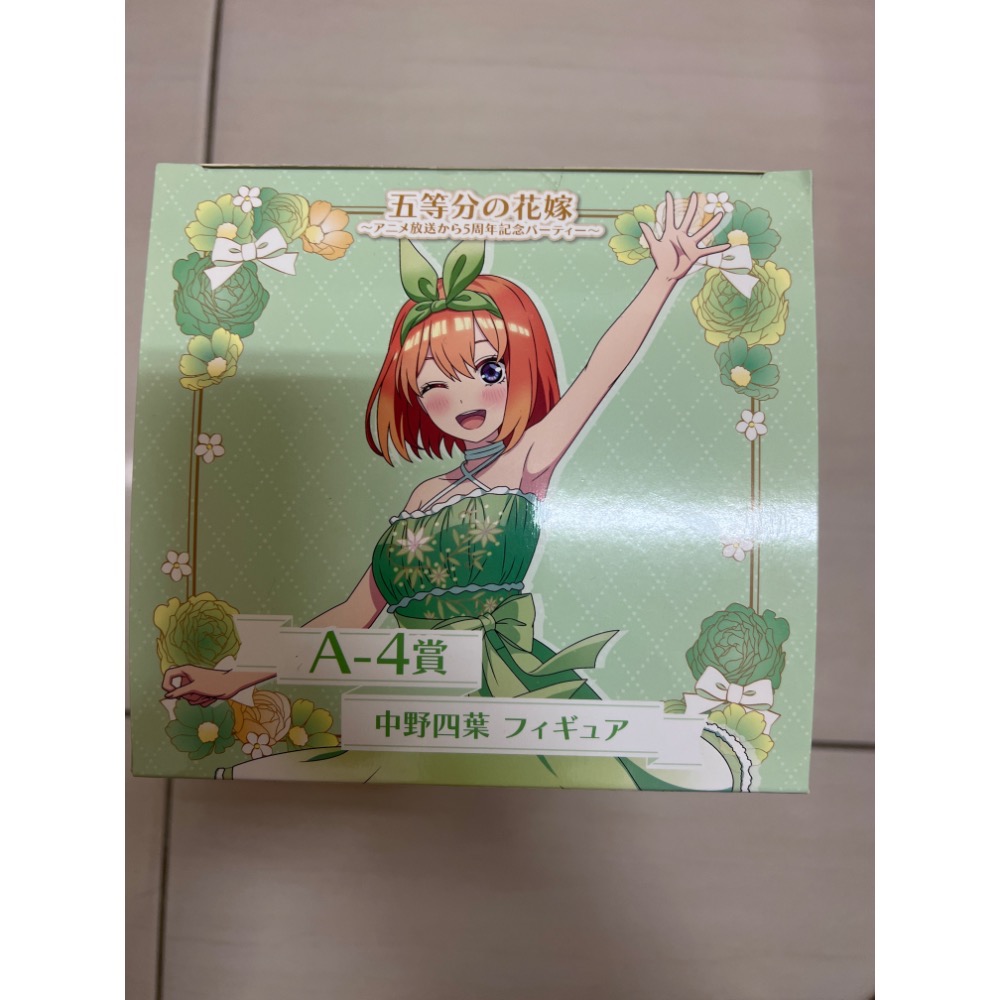 五等分の花嫁
～アニメ放送から5周年記念パーティー～
A-4賞
中野四葉 フィギュア